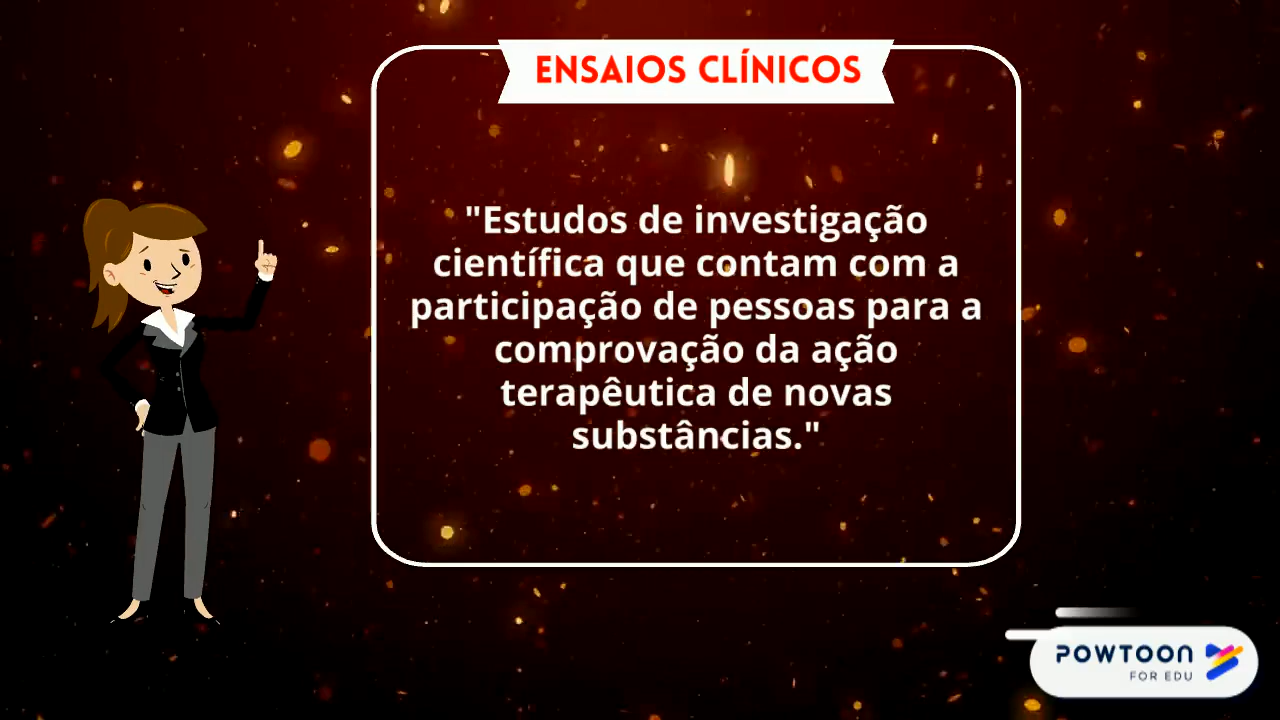 ENSAIOS CLÍNICOS
"Estudos de investigação
científica que contam com a
participação de pessoas para a
comprovação da ação
terapêutica de novas
substâncias."
POWTOON
FOR EDU